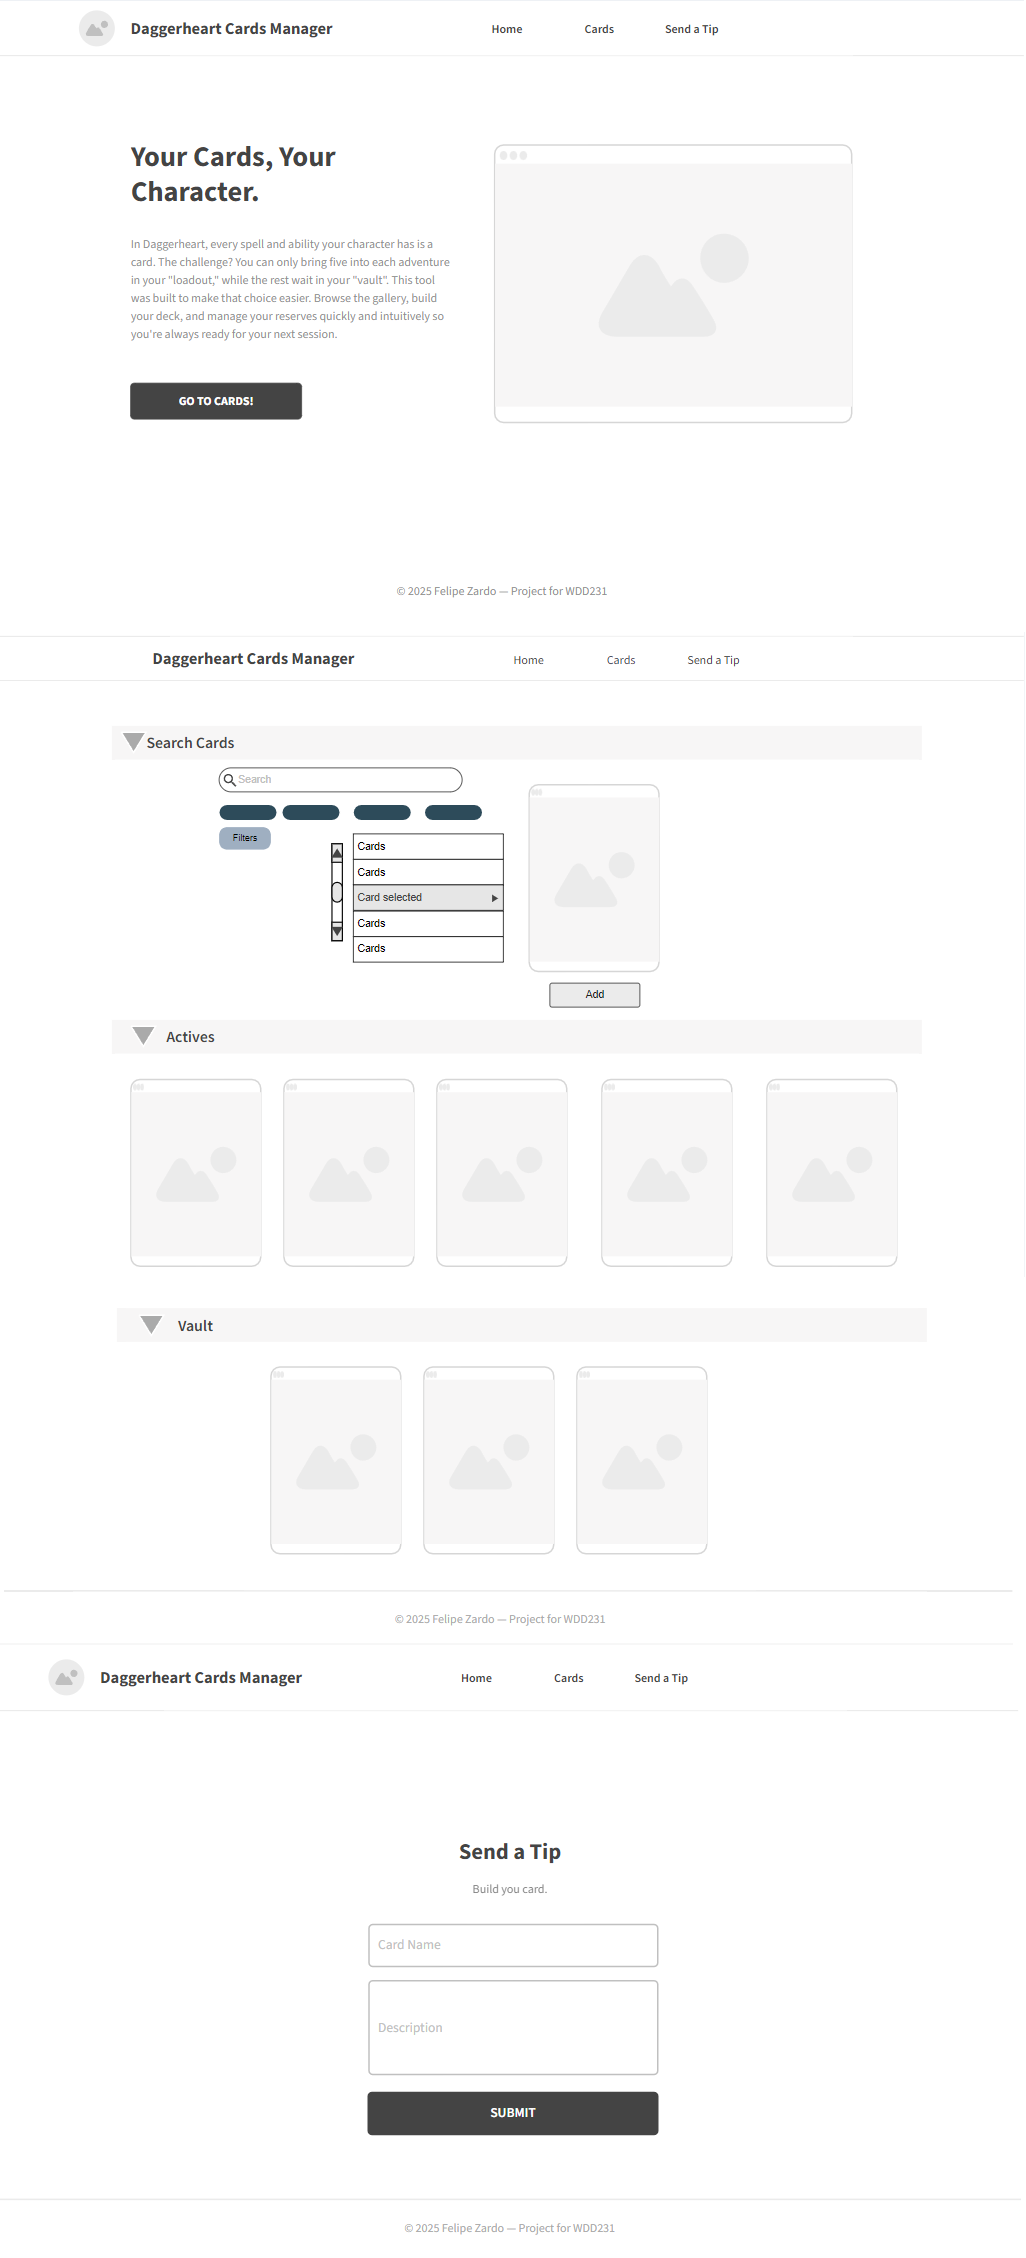 Daggerheart Cards Manager
Home Cards Send a Tip
Your Cards, Your
Character.
In Daggerheart, every spell and ability your character has is a
card. The challenge? You can only bring five into each adventure
in your "loadout," while the rest wait in your "vault". This tool
was built to make that choice easier. Browse the gallery, build
your deck, and manage your reserves quickly and intuitively so
you're always ready for your next session.
GO TO CARDS!
© 2025 Felipe Zardo — Project for WDD231
Daggerheart Cards Manager
Home Cards Send a Tip
Search Cards
Search
Filters
Cards
Cards
Card selected
Cards
Cards
Add
Actives
Vault
© 2025 Felipe Zardo — Project for WDD231
Daggerheart Cards Manager
Home Cards Send a Tip
Send a Tip
Build you card.
Card Name
Description
SUBMIT
© 2025 Felipe Zardo — Project for WDD231